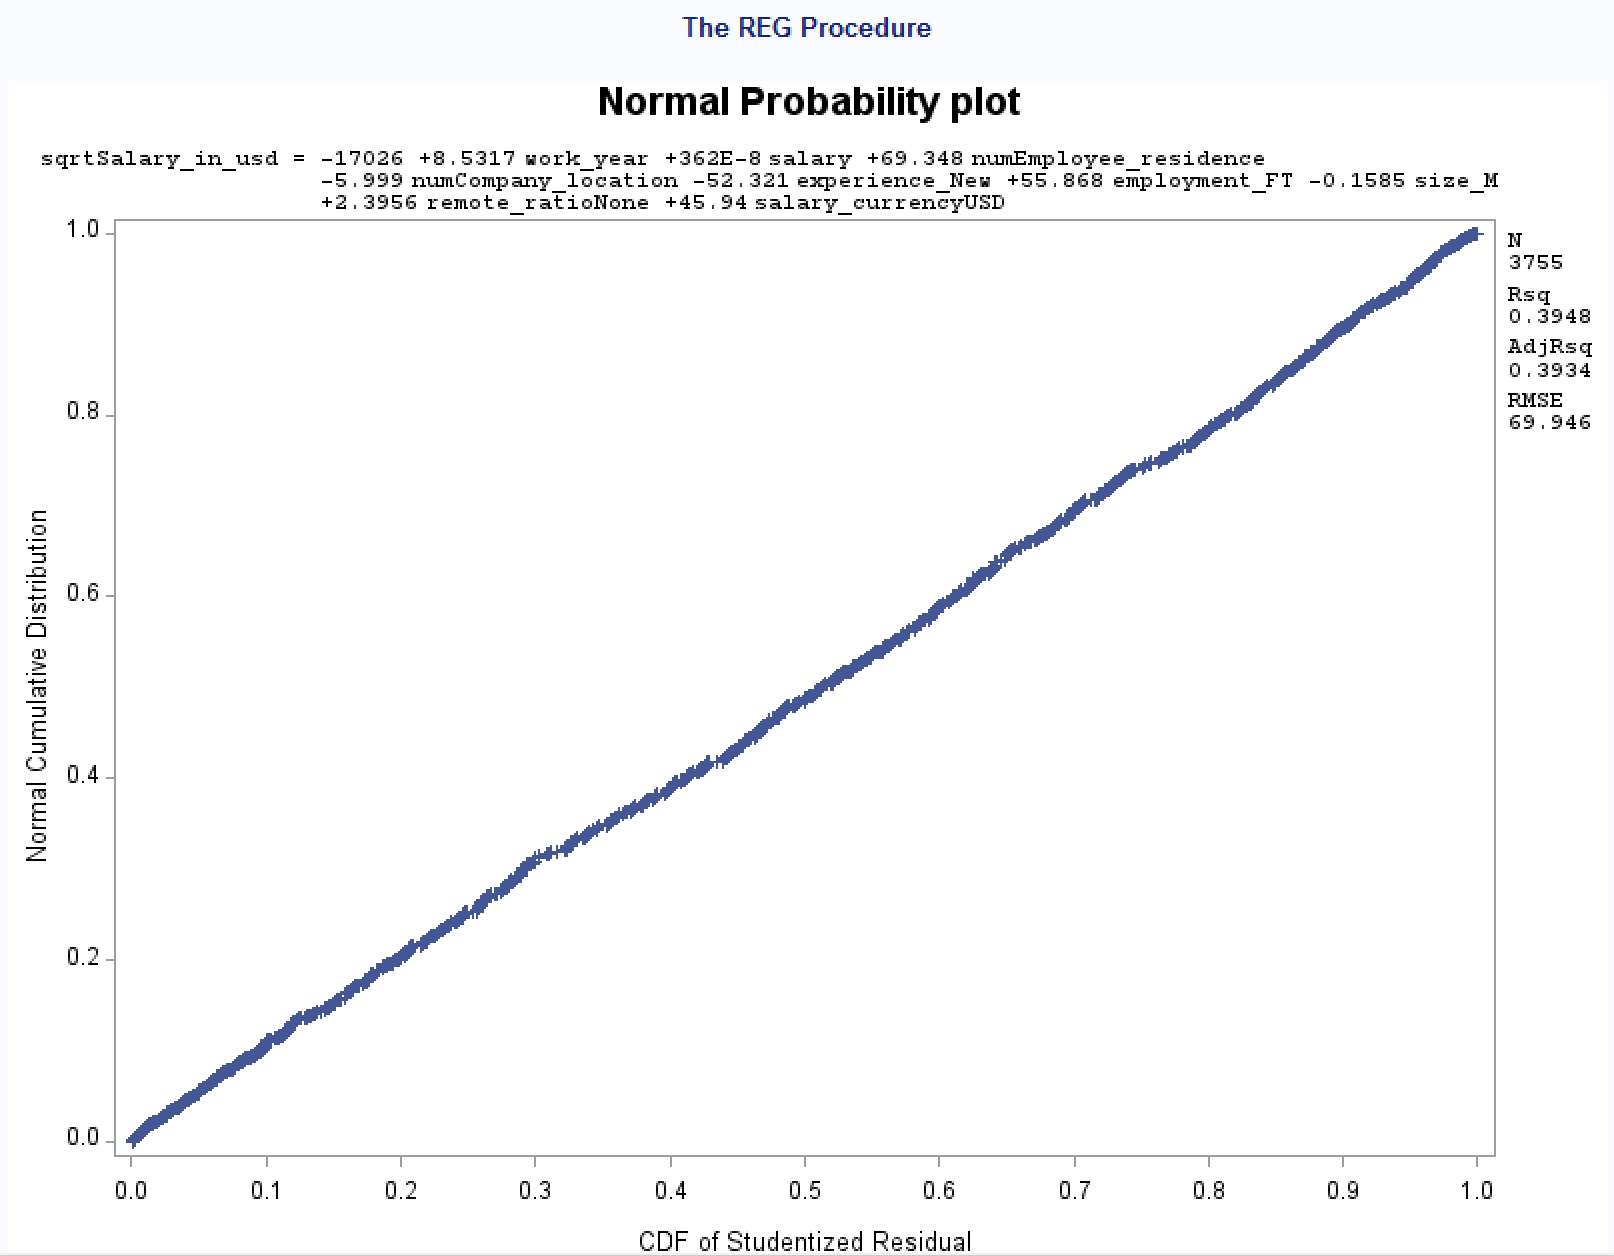 The REG Procedure
Normal Probability plot
sqrtSalary_in_usd = -17026 +8.5317 work_year +362E-8 salary +69.348 numEmployee_residence
-5.999 numCompany_location -52.321 experience_New +55.868 employment_FT -0.1585 size_M
+2.3956 remote_ratioNone +45.94 salary_currencyUSD
N
3755
Rsq
0.3948
AdjRsq
0.3934
RMSE
69.946
Normal Cumulative Distribution
1.0
0.8
0.6
0.4
0.2
0.0
0.0 0.1 0.2 0.3 0.4 0.5 0.6 0.7 0.8 0.9 1.0
CDF of Studentized Residual